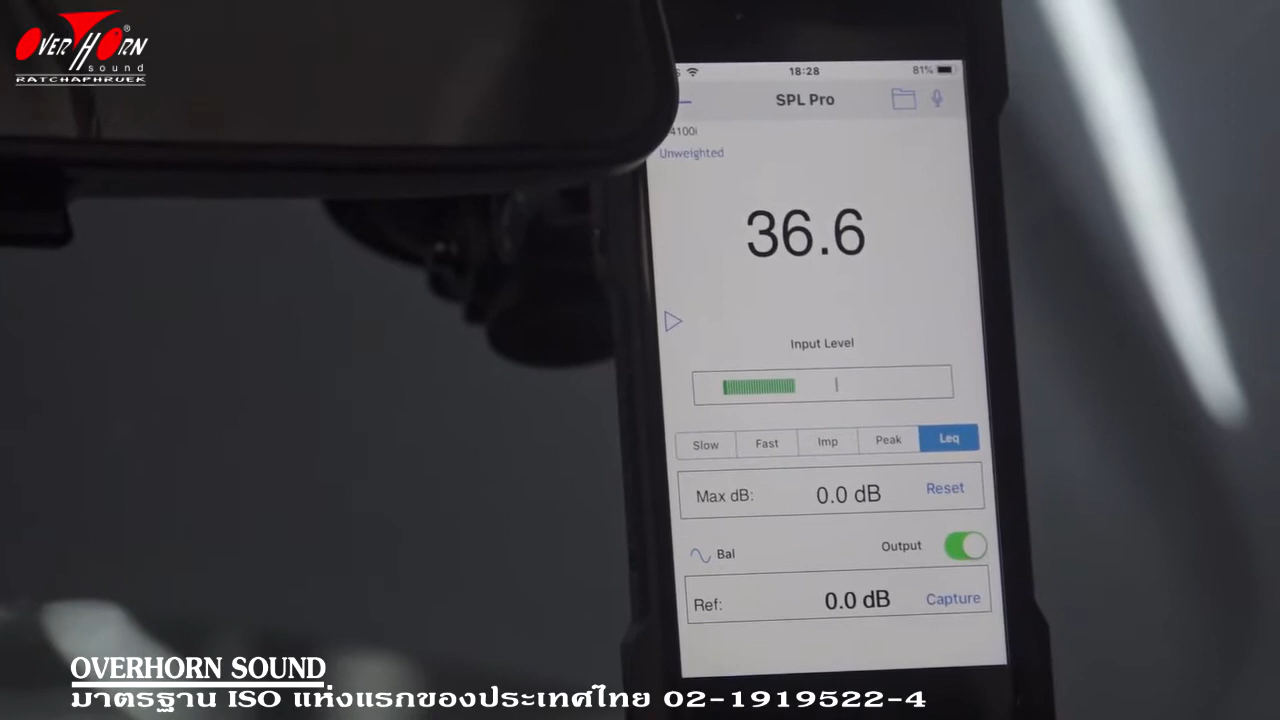 OVERHORN®
sound
RATCHAPHRUEK
18:28 81%
SPL Pro
4100i
Unweighted
36.6
Input Level
Slow Fast Imp Peak Leq
Max dB: 0.0 dB Reset
Bal Output
Ref: 0.0 dB Capture
OVERHORN SOUND
มาตรฐาน ISO แห่งแรกของประเทศไทย 02-1919522-4